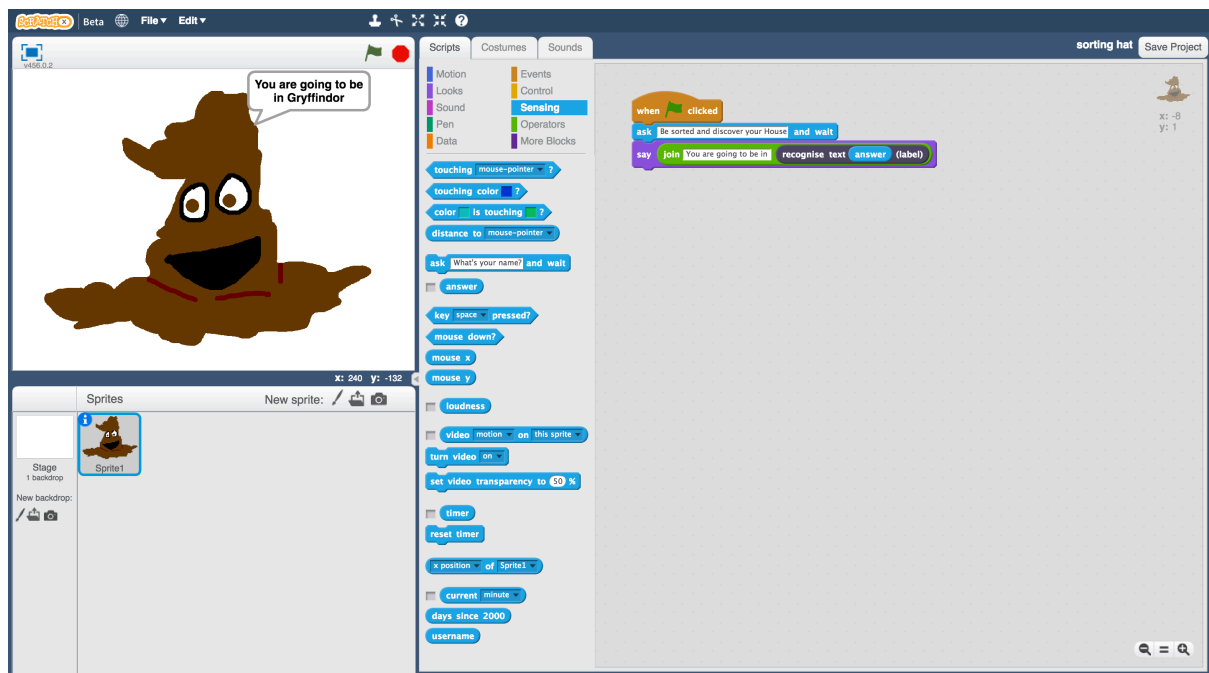 SCRATCHX Beta File▾ Edit▾
v456.0.2
You are going to be
in Gryffindor
x: 240 y: -132
Sprites New sprite:
Stage
1 backdrop
New backdrop:
Sprite1
Scripts Costumes Sounds
sorting hat Save Project
Motion Events
Looks Control
Sound Sensing
Pen Operators
Data More Blocks
touching mouse-pointer ?
touching color ?
color is touching ?
distance to mouse-pointer
ask What's your name? and wait
answer
key space pressed?
mouse down?
mouse x
mouse y
loudness
video motion on this sprite
turn video on
set video transparency to 50 %
timer
reset timer
x position of Sprite1
current minute
days since 2000
username
when clicked
ask Be sorted and discover your House and wait
say join You are going to be in recognise text answer (label)
x: -8
y: 1